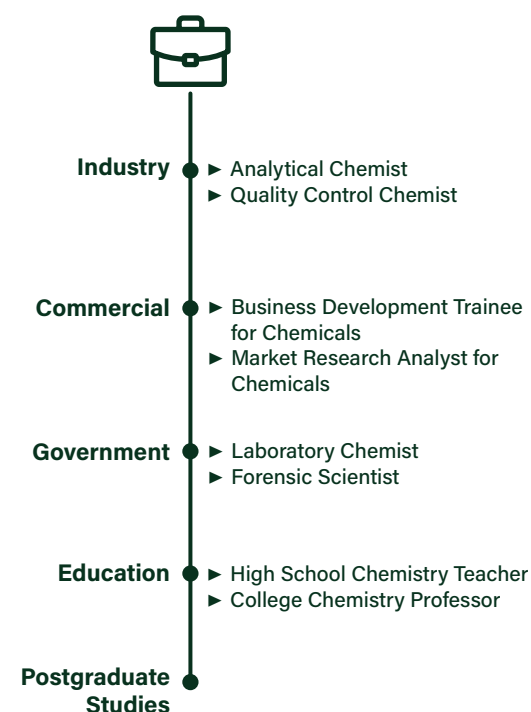 Industry
► Analytical Chemist
► Quality Control Chemist
Commercial
► Business Development Trainee
for Chemicals
► Market Research Analyst for
Chemicals
Government
► Laboratory Chemist
► Forensic Scientist
Education
► High School Chemistry Teacher
► College Chemistry Professor
Postgraduate
Studies